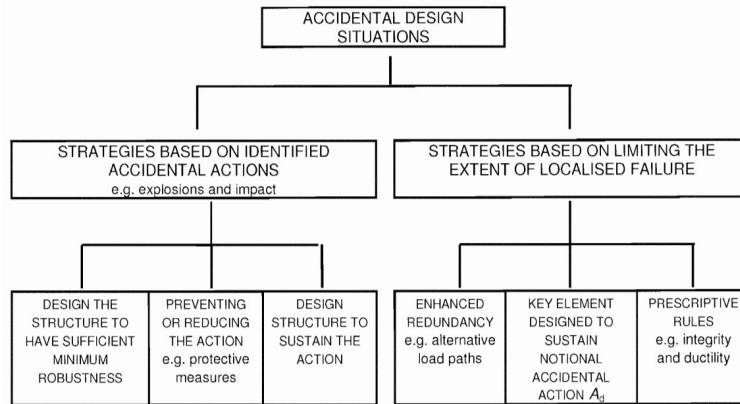 ACCIDENTAL DESIGN
SITUATIONS
STRATEGIES BASED ON IDENTIFIED
ACCIDENTAL ACTIONS
e.g. explosions and impact
STRATEGIES BASED ON LIMITING THE
EXTENT OF LOCALISED FAILURE
DESIGN THE
STRUCTURE TO
HAVE SUFFICIENT
MINIMUM
ROBUSTNESS
PREVENTING
OR REDUCING
THE ACTION
e.g. protective
measures
DESIGN
STRUCTURE TO
SUSTAIN THE
ACTION
ENHANCED
REDUNDANCY
e.g. alternative
load paths
KEY ELEMENT
DESIGNED TO
SUSTAIN
NOTIONAL
ACCIDENTAL
ACTION Ad
PRESCRIPTIVE
RULES
e.g. integrity
and ductility